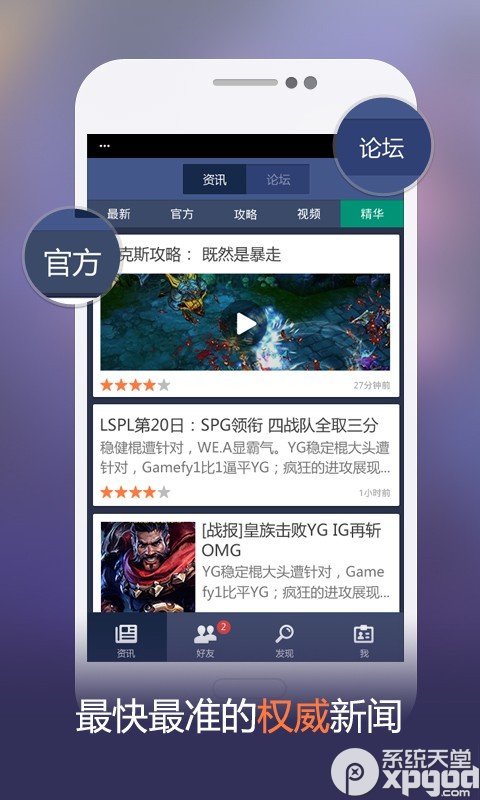 论坛
资讯 论坛
最新 官方 攻略 视频 精华
官方
克斯攻略： 既然是暴走
27分钟前
LSPL第20日：SPG领衔 四战队全取三分
稳健棍遭针对，WE.A显霸气。YG稳定棍大头遭
针对，Gamefy1比1逼平YG；疯狂的进攻展现...
1小时前
[战报]皇族击败YG IG再斩
OMG
YG稳定棍大头遭针对，Game
fy1比1逼平YG；疯狂的进攻展现...
资讯 好友 2 发现 我
最快最准的权威新闻
系统天堂
xpgod
.com